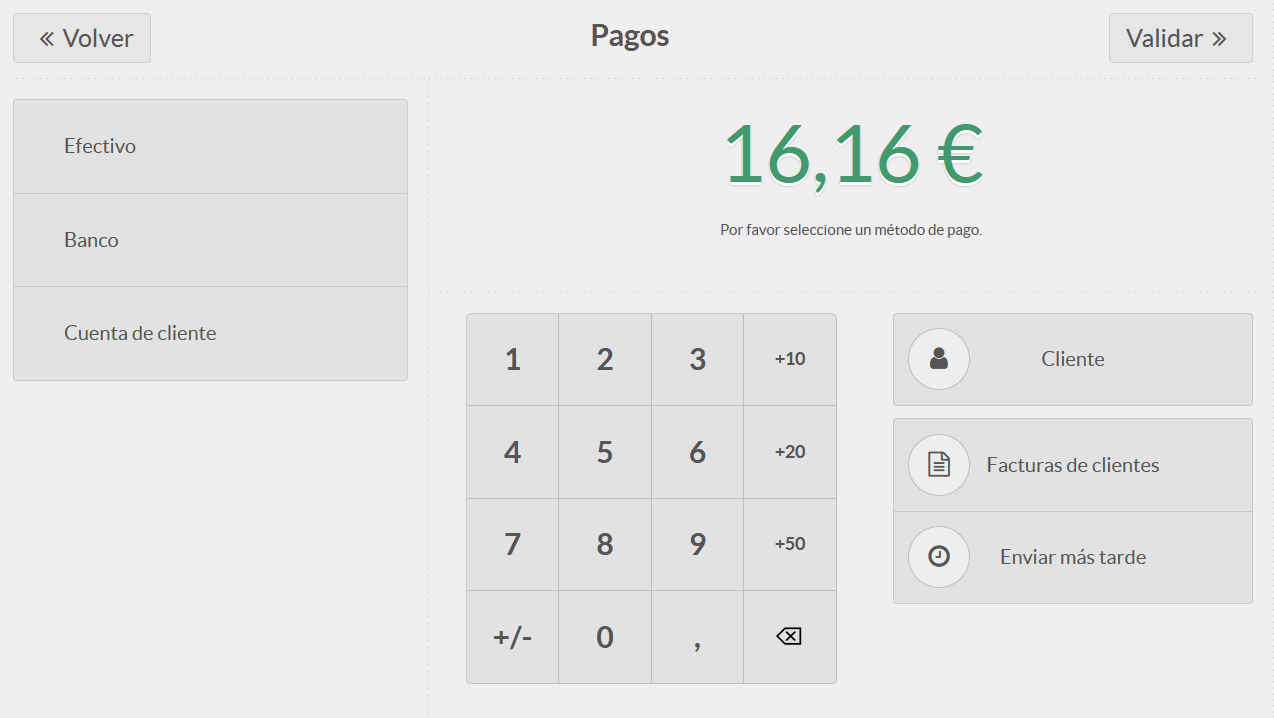 Volver
Pagos
Validar
Efectivo
Banco
Cuenta de cliente
16,16 €
Por favor seleccione un método de pago.
1 2 3 +10
4 5 6 +20
7 8 9 +50
+/- 0 ,
Cliente
Facturas de clientes
Enviar más tarde